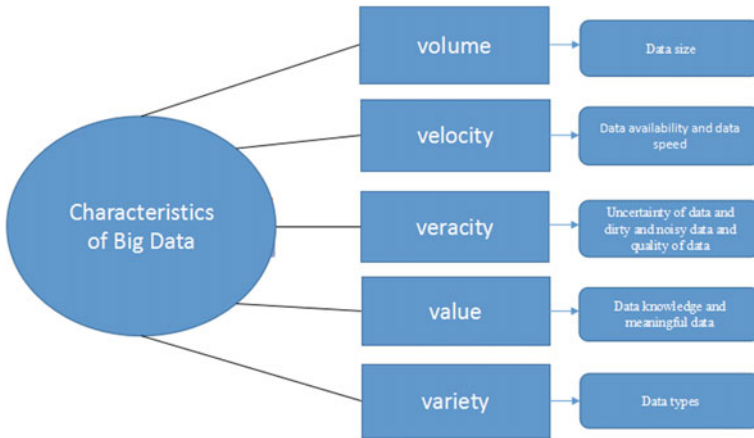 Characteristics
of Big Data
volume
Data size
velocity
Data availability and data
speed
veracity
Uncertainty of data and
dirty and noisy data and
quality of data
value
Data knowledge and
meaningful data
variety
Data types